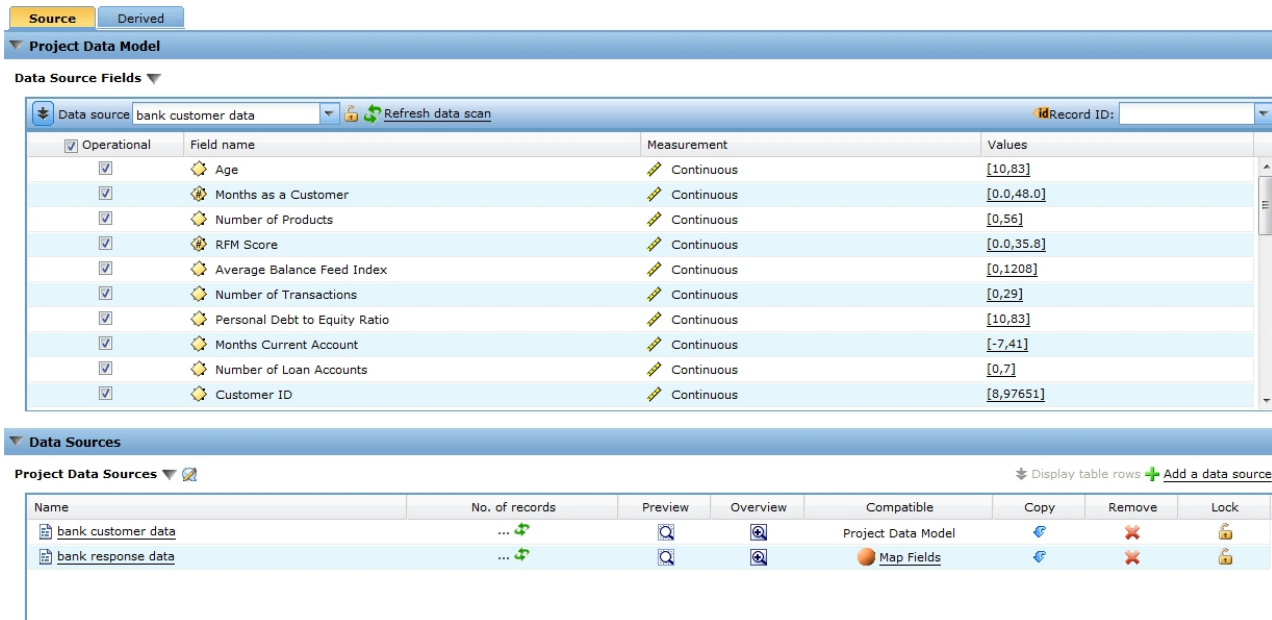 Source Derived
Project Data Model
Data Source Fields
Data source bank customer data Refresh data scan id Record ID:
Operational Field name Measurement Values
Age Continuous [10,83]
# Months as a Customer Continuous [0.0,48.0]
Number of Products Continuous [0,56]
# RFM Score Continuous [0.0,35.8]
Average Balance Feed Index Continuous [0,1208]
Number of Transactions Continuous [0,29]
Personal Debt to Equity Ratio Continuous [10,83]
Months Current Account Continuous [-7,41]
Number of Loan Accounts Continuous [0,7]
Customer ID Continuous [8,97651]
Data Sources
Project Data Sources Display table rows Add a data source
Name No. of records Preview Overview Compatible Copy Remove Lock
bank customer data ... Project Data Model
bank response data ... Map Fields